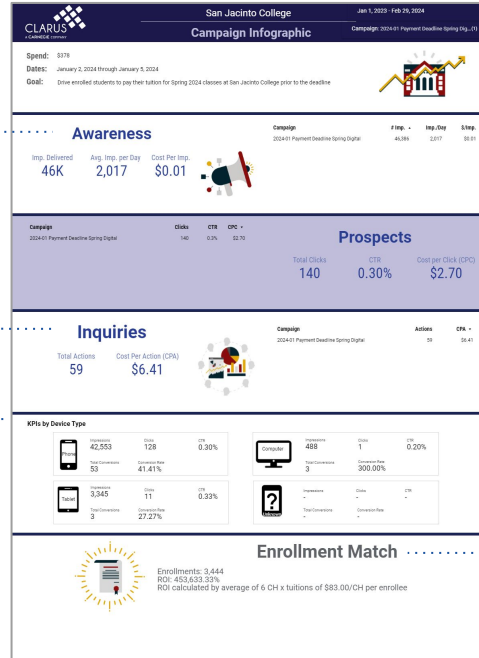 CLARUS
A CARNEGIE COMPANY
San Jacinto College
Campaign Infographic
Jan 1, 2023 - Feb 29, 2024
Campaign: 2024-01 Payment Deadline Spring Dig...(1)
Spend: $378
Dates: January 2, 2024 through January 5, 2024
Goal: Drive enrolled students to pay their tuition for Spring 2024 classes at San Jacinto College prior to the deadline
Awareness
Imp. Delivered Avg. Imp. per Day Cost Per Imp.
46K 2,017 $0.01
Campaign # Imp. Imp./Day $/Imp.
2024-01 Payment Deadline Spring Digital 46,386 2,017 $0.01
Campaign Clicks CTR CPC
2024-01 Payment Deadline Spring Digital 140 0.3% $2.70
Prospects
Total Clicks CTR Cost per Click (CPC)
140 0.30% $2.70
Inquiries
Total Actions Cost Per Action (CPA)
59 $6.41
Campaign Actions CPA
2024-01 Payment Deadline Spring Digital 59 $6.41
KPIs by Device Type
Phone
Impressions Clicks CTR
42,553 128 0.30%
Total Conversions Conversion Rate
53 41.41%
Computer
Impressions Clicks CTR
488 1 0.20%
Total Conversions Conversion Rate
3 300.00%
Tablet
Impressions Clicks CTR
3,345 11 0.33%
Total Conversions Conversion Rate
3 27.27%
?
Unknown
Impressions Clicks CTR
- - -
Total Conversions Conversion Rate
- -
Enrollment Match
Enrollments: 3,444
ROI: 453,633.33%
ROI calculated by average of 6 CH x tuitions of $83.00/CH per enrollee